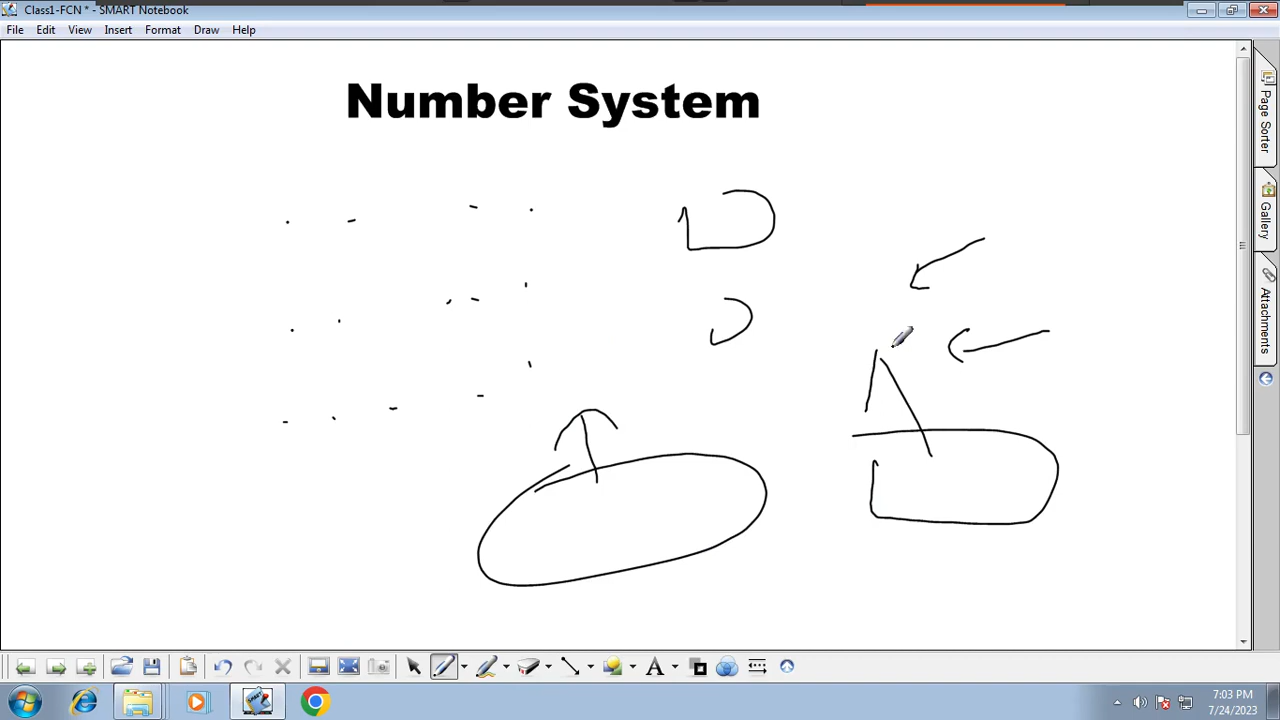 Class1-FCN * - SMART Notebook
File Edit View Insert Format Draw Help
Number System
Page Sorter
Gallery
Attachments
7:03 PM
7/24/2023